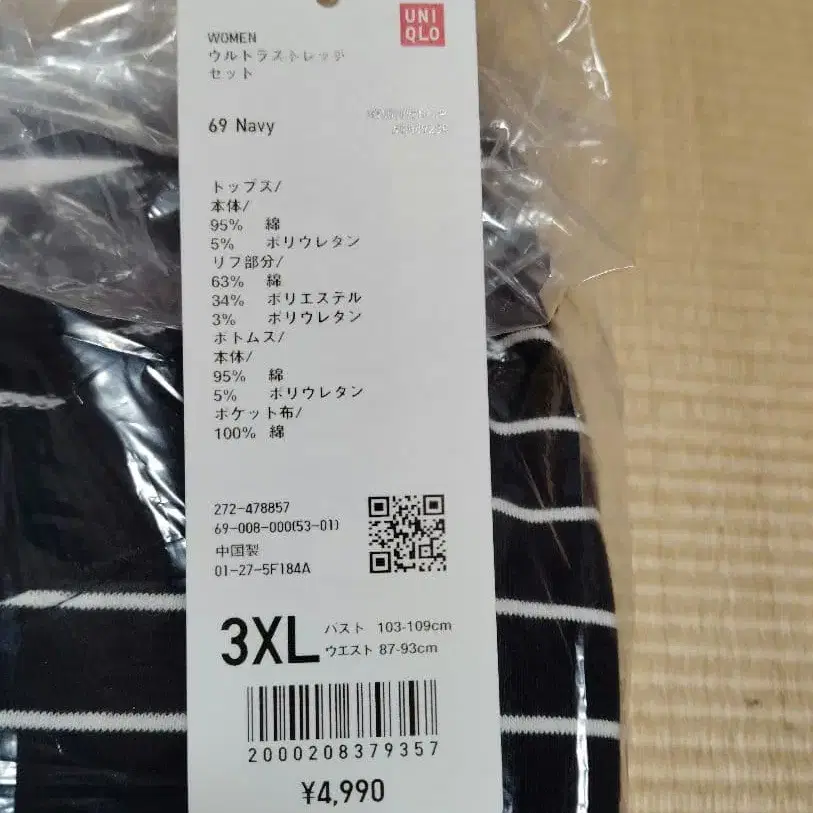 UNI
QLO
WOMEN
ウルトラストレッチ
セット
69 Navy
トップス/
本体/
95% 綿
5% ポリウレタン
リブ部分/
63% 綿
34% ポリエステル
3% ポリウレタン
ボトムス/
本体/
95% 綿
5% ポリウレタン
ポケット布/
100% 綿
272-478857
69-008-000(53-01)
中国製
01-27-5F184A
3XL バスト 103-109cm
ウエスト 87-93cm
2000208379357
¥4,990